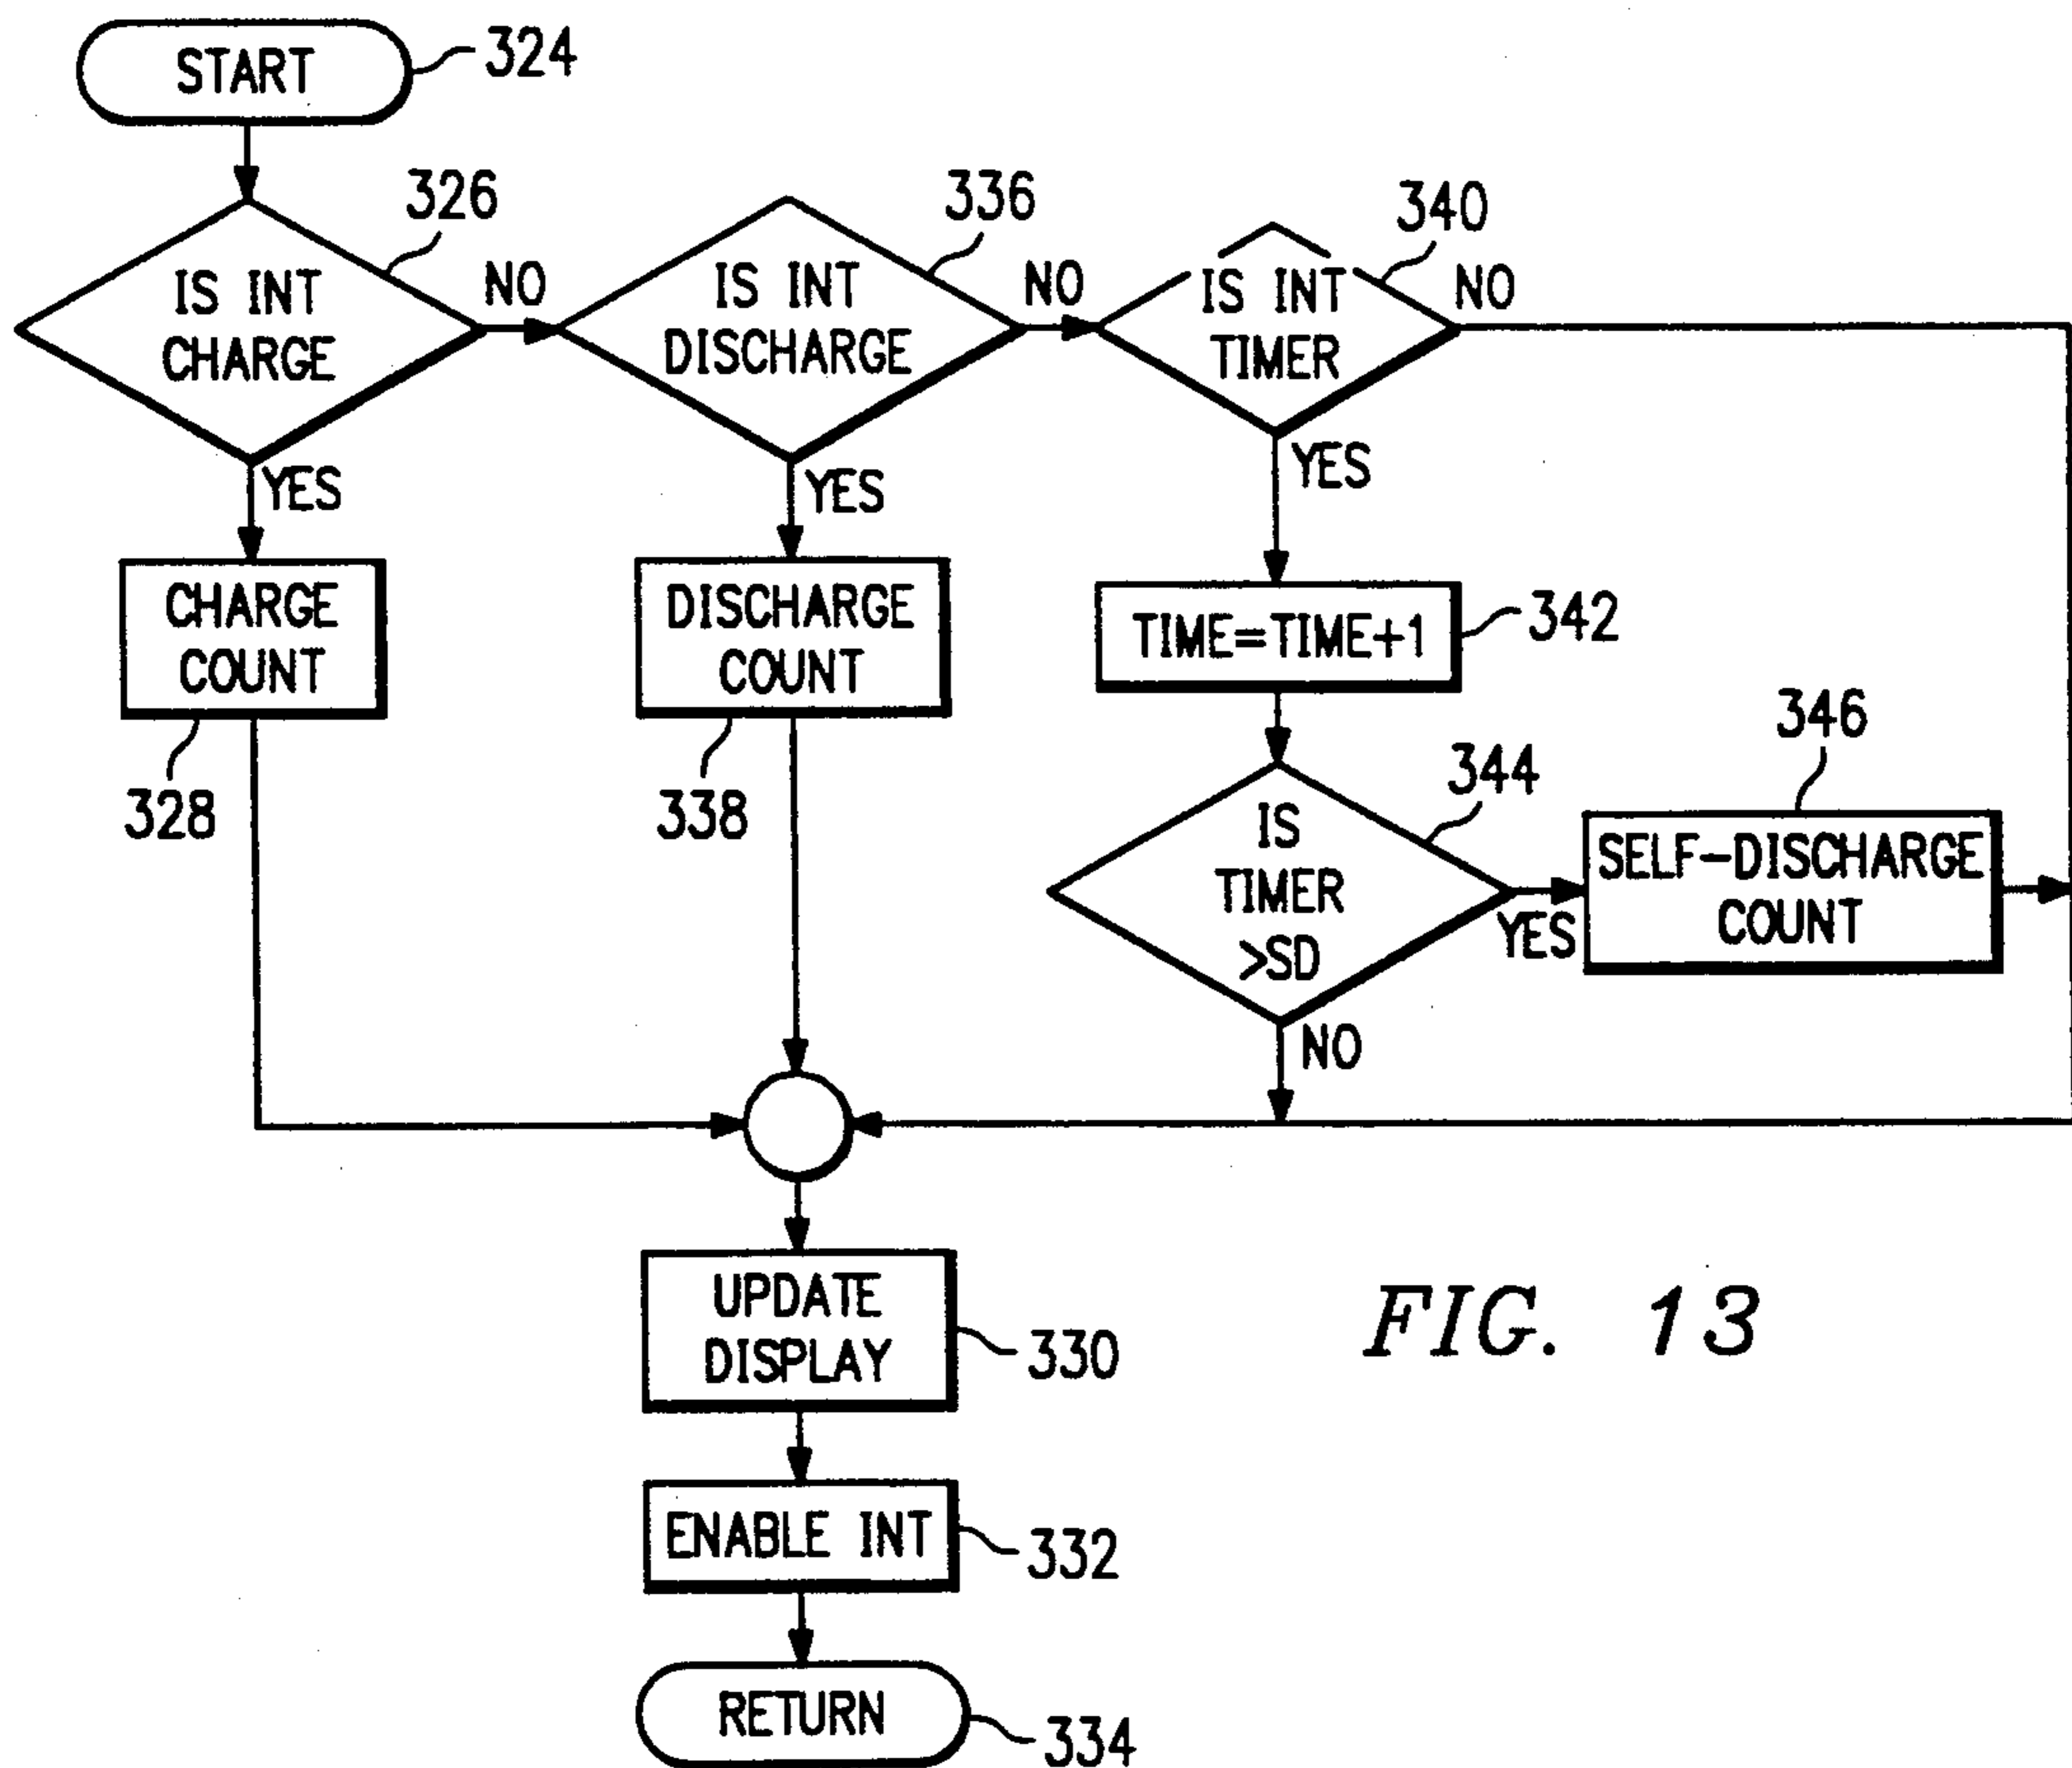 START
324
326
336
340
IS INT
CHARGE
NO
IS INT
DISCHARGE
NO
IS INT
TIMER
NO
YES
YES
YES
CHARGE
COUNT
328
DISCHARGE
COUNT
338
TIME=TIME+1
342
IS
TIMER
>SD
344
YES
NO
346
SELF-DISCHARGE
COUNT
UPDATE
DISPLAY
330
ENABLE INT
332
RETURN
334
FIG. 13